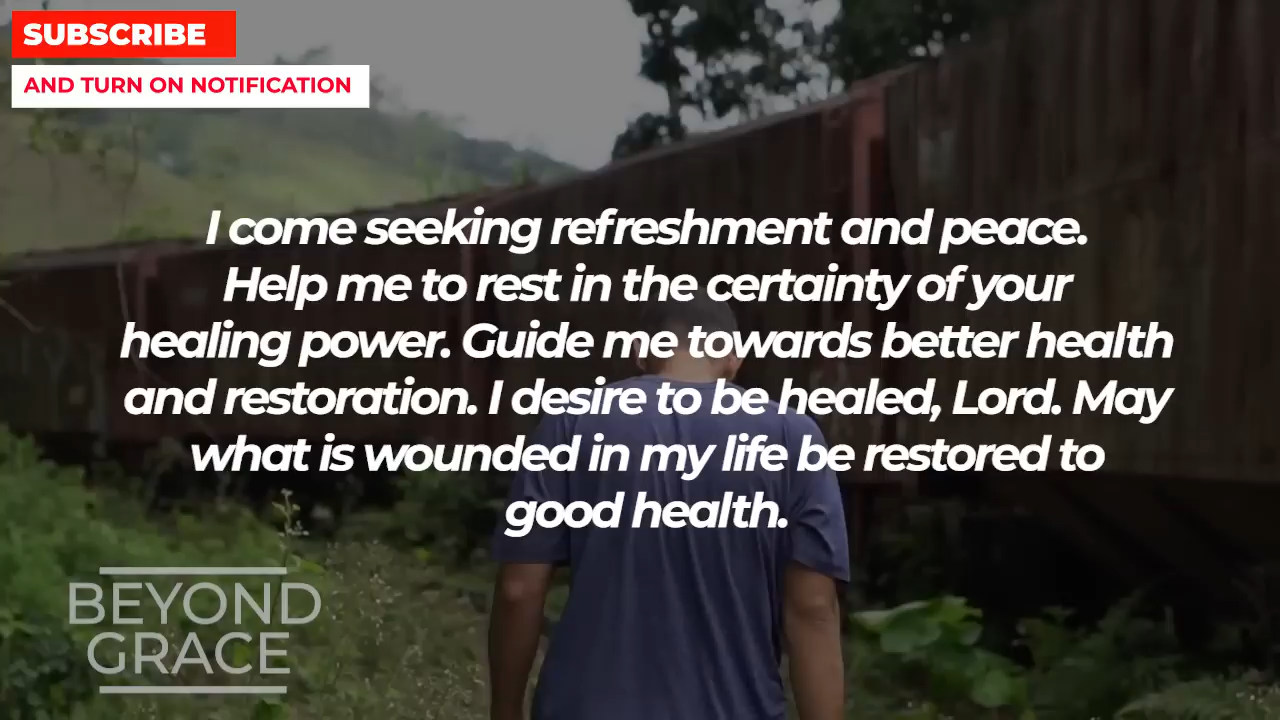 SUBSCRIBE
AND TURN ON NOTIFICATION
I come seeking refreshment and peace.
Help me to rest in the certainty of your
healing power. Guide me towards better health
and restoration. I desire to be healed, Lord. May
what is wounded in my life be restored to
good health.
BEYOND
GRACE